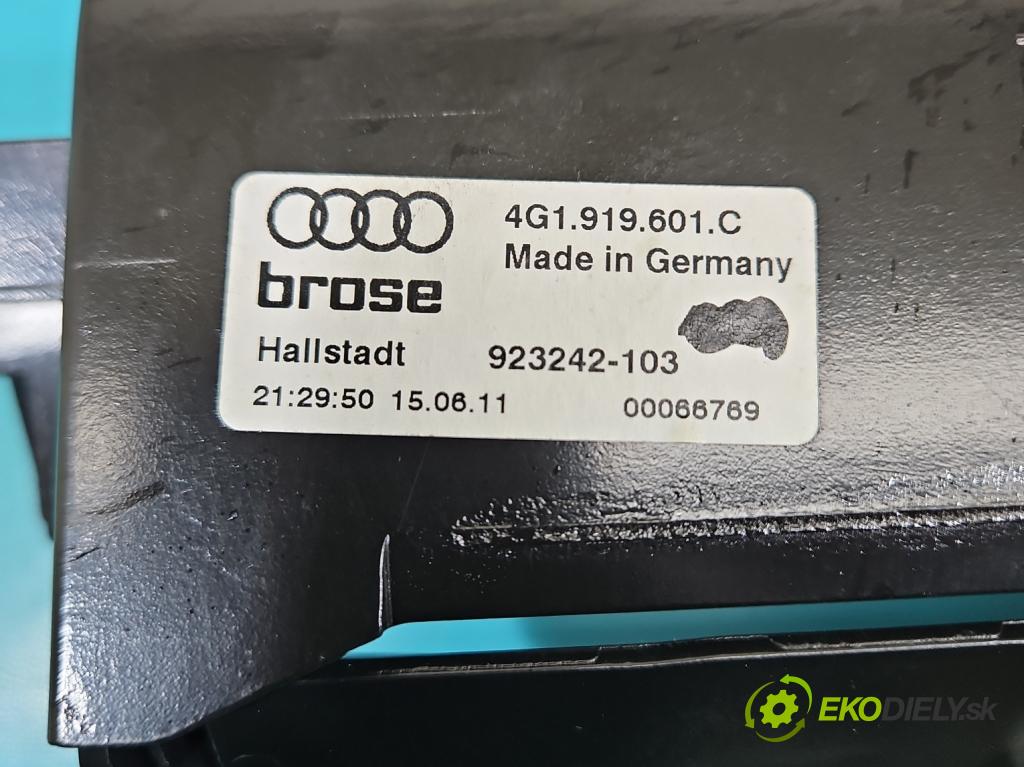 4G1.919.601.C
Made in Germany
brose
Hallstadt 923242-103
21:29:50 15.06.11 00066769
EKODIELY.sk